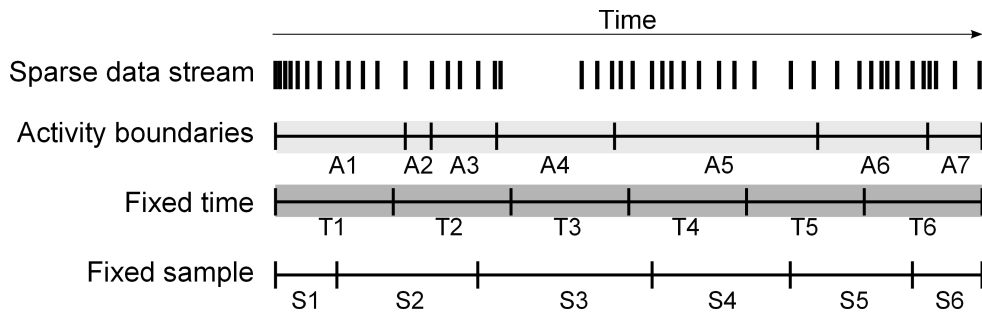 Time
Sparse data stream
Activity boundaries
A1 A2 A3 A4 A5 A6 A7
Fixed time
T1 T2 T3 T4 T5 T6
Fixed sample
S1 S2 S3 S4 S5 S6